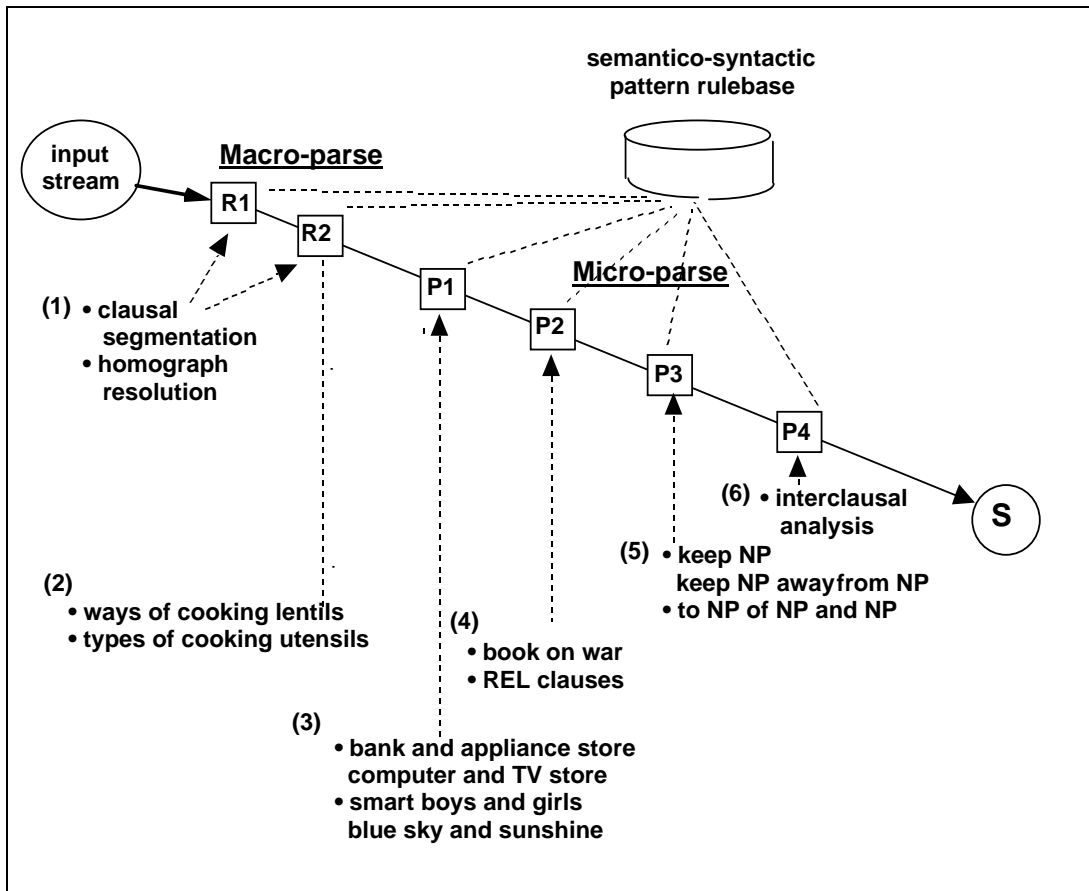 semantico-syntactic
pattern rulebase
input
stream
Macro-parse
R1
R2
P1
Micro-parse
P2
P3
P4
S
(1) • clausal
segmentation
• homograph
resolution
(6) • interclausal
analysis
(5) • keep NP
keep NP awayfrom NP
• to NP of NP and NP
(2)
• ways of cooking lentils
• types of cooking utensils
(4)
• book on war
• REL clauses
(3)
• bank and appliance store
computer and TV store
• smart boys and girls
blue sky and sunshine